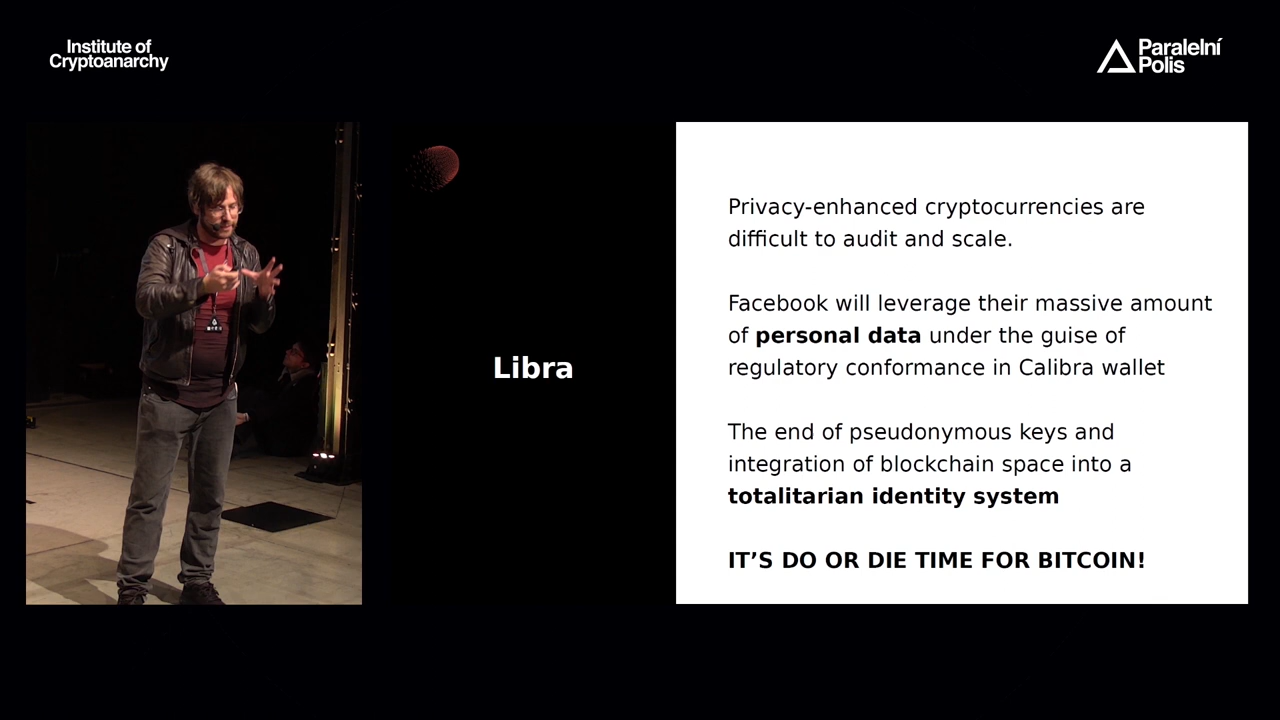 Institute of
Cryptoanarchy
Paralelní
Polis
Libra
Privacy-enhanced cryptocurrencies are
difficult to audit and scale.
Facebook will leverage their massive amount
of personal data under the guise of
regulatory conformance in Calibra wallet
The end of pseudonymous keys and
integration of blockchain space into a
totalitarian identity system
IT’S DO OR DIE TIME FOR BITCOIN!